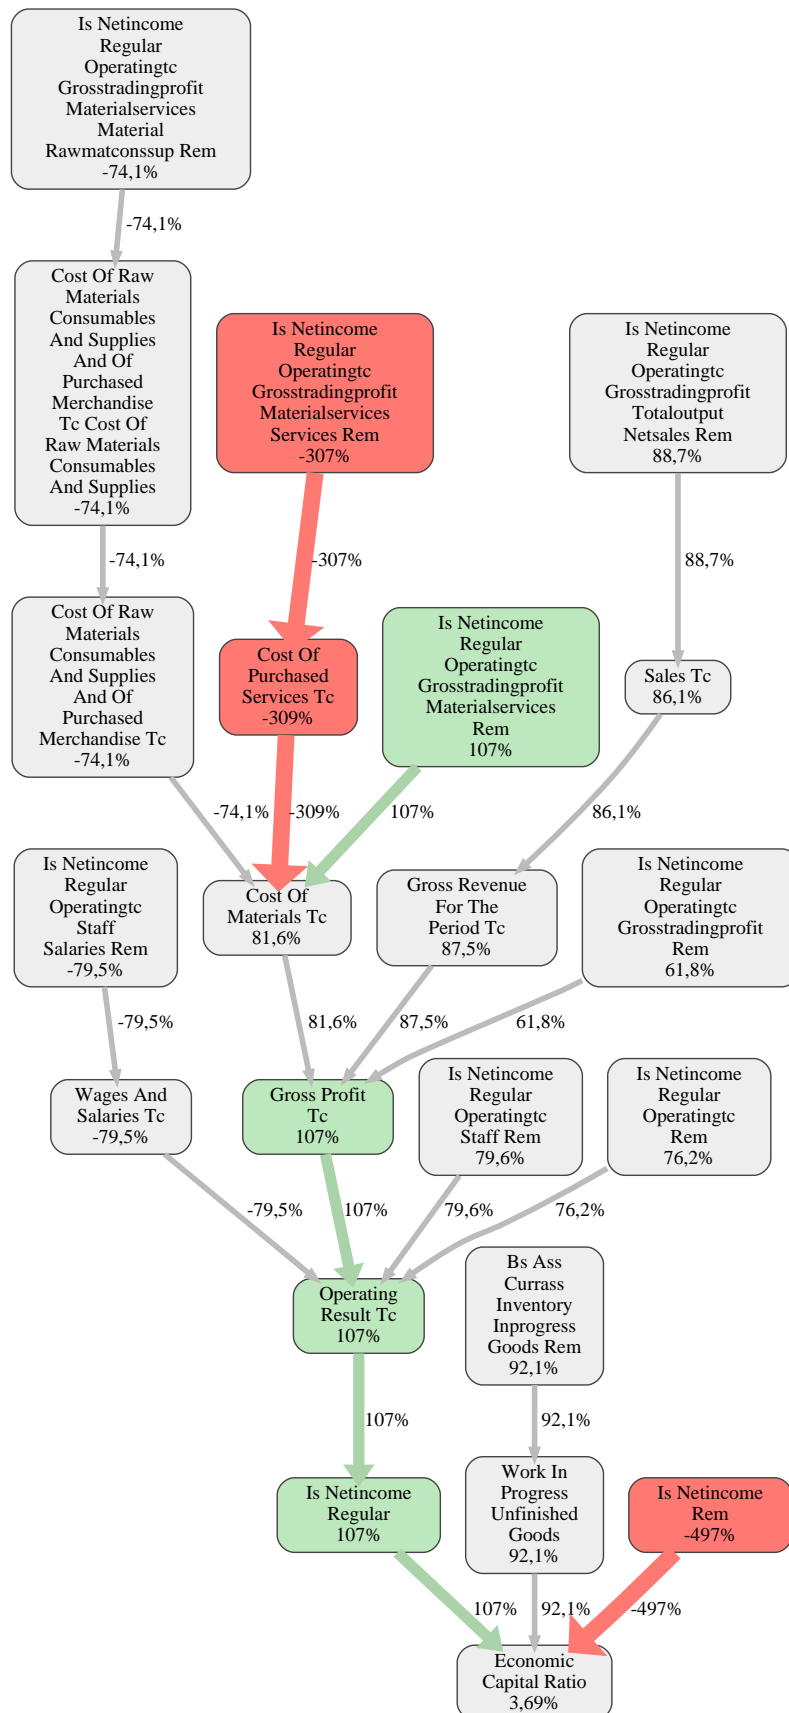 Is Netincome
Regular
Operatingtc
Grosstradingprofit
Materialservices
Material
Rawmatconssup Rem
-74,1%
-74,1%
Cost Of Raw
Materials
Consumables
And Supplies
And Of
Purchased
Merchandise
Tc Cost Of
Raw Materials
Consumables
And Supplies
-74,1%
Is Netincome
Regular
Operatingtc
Grosstradingprofit
Materialservices
Services Rem
-307%
Is Netincome
Regular
Operatingtc
Grosstradingprofit
Totaloutput
Netsales Rem
88,7%
-74,1%
-307%
88,7%
Cost Of Raw
Materials
Consumables
And Supplies
And Of
Purchased
Merchandise Tc
-74,1%
Cost Of
Purchased
Services Tc
-309%
Is Netincome
Regular
Operatingtc
Grosstradingprofit
Materialservices
Rem
107%
Sales Tc
86,1%
-74,1%
-309%
107%
86,1%
Is Netincome
Regular
Operatingtc
Staff
Salaries Rem
-79,5%
Cost Of
Materials Tc
81,6%
Gross Revenue
For The
Period Tc
87,5%
Is Netincome
Regular
Operatingtc
Grosstradingprofit
Rem
61,8%
-79,5%
81,6%
87,5%
61,8%
Wages And
Salaries Tc
-79,5%
Gross Profit
Tc
107%
Is Netincome
Regular
Operatingtc
Staff Rem
79,6%
Is Netincome
Regular
Operatingtc
Rem
76,2%
-79,5%
107%
79,6%
76,2%
Operating
Result Tc
107%
Bs Ass
Currass
Inventory
Inprogress
Goods Rem
92,1%
107%
92,1%
Is Netincome
Regular
107%
Work In
Progress
Unfinished
Goods
92,1%
Is Netincome
Rem
-497%
107%
92,1%
-497%
Economic
Capital Ratio
3,69%